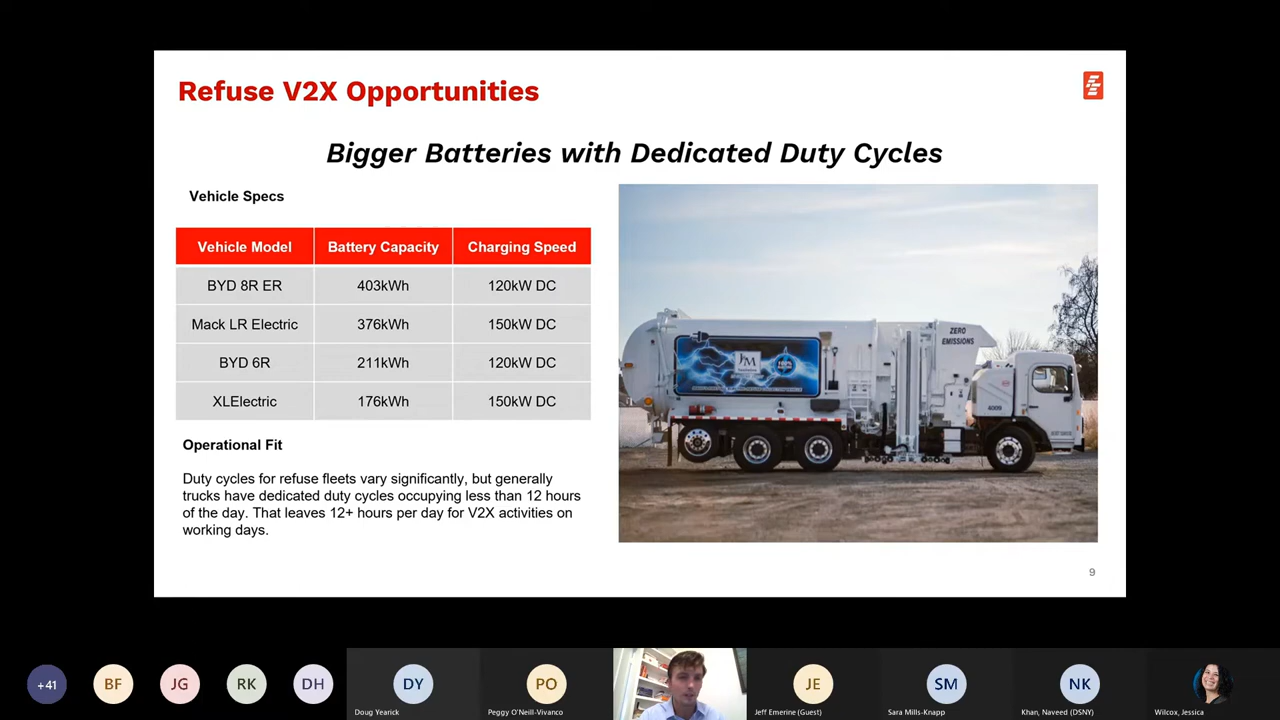 Refuse V2X Opportunities
Bigger Batteries with Dedicated Duty Cycles
Vehicle Specs
Vehicle Model Battery Capacity Charging Speed
BYD 8R ER 403kWh 120kW DC
Mack LR Electric 376kWh 150kW DC
BYD 6R 211kWh 120kW DC
XLElectric 176kWh 150kW DC
Operational Fit
Duty cycles for refuse fleets vary significantly, but generally
trucks have dedicated duty cycles occupying less than 12 hours
of the day. That leaves 12+ hours per day for V2X activities on
working days.
ZERO
EMISSIONS
4009
9
+41
BF
JG
RK
DH
DY
PO
JE
SM
NK
Doug Yearick
Peggy O'Neill-Vivanco
Jeff Emerine (Guest)
Sara Mills-Knapp
Khan, Naveed (DSNY)
Wilcox, Jessica